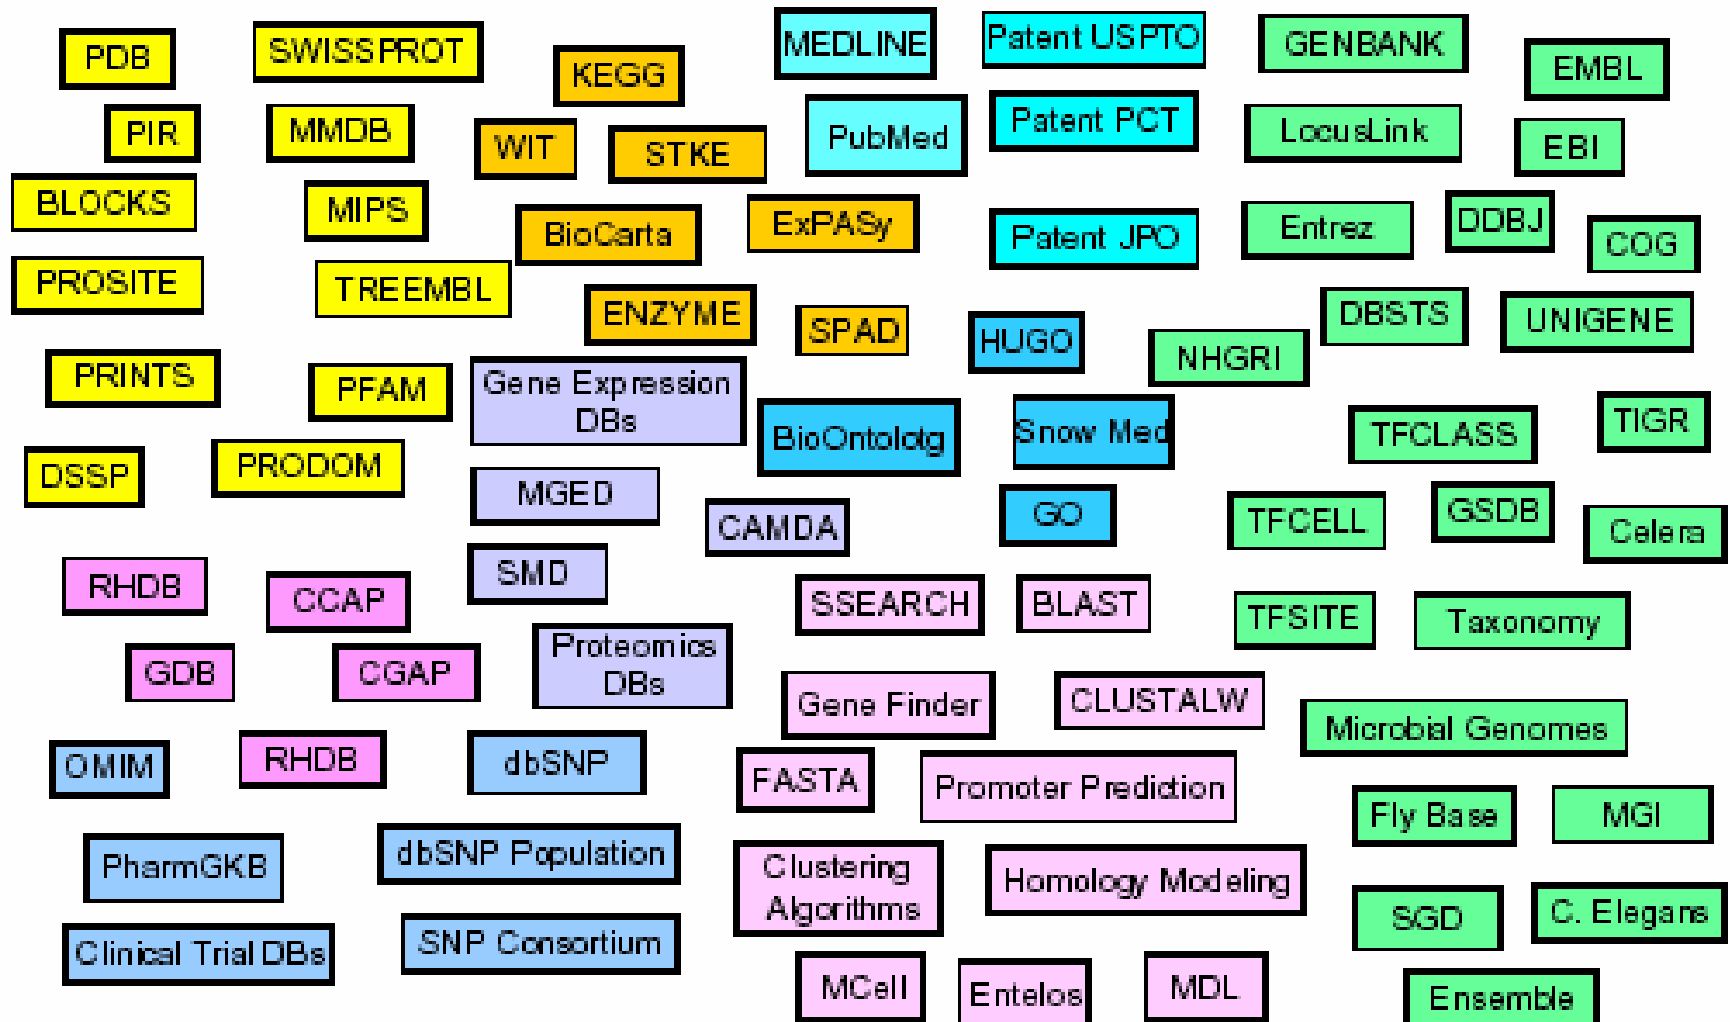 PDB
SWISSPROT
PIR
MMDB
BLOCKS
MIPS
PROSITE
TREEMBL
PRINTS
PFAM
DSSP
PRODOM
KEGG
WIT
STKE
BioCarta
ExPASy
ENZYME
SPAD
MEDLINE
PubMed
Patent USPTO
Patent PCT
Patent JPO
GENBANK
EMBL
LocusLink
EBI
Entrez
DDBJ
COG
DBSTS
UNIGENE
NHGRI
TFCLASS
TIGR
TFCELL
GSDB
Celera
TFSITE
Taxonomy
Microbial Genomes
Fly Base
MGI
SGD
C. Elegans
Ensemble
HUGO
BioOntolotg
Snow Med
GO
Gene Expression
DBs
MGED
CAMDA
SMD
Proteomics
DBs
RHDB
CCAP
GDB
CGAP
RHDB
OMIM
dbSNP
PharmGKB
dbSNP Population
Clinical Trial DBs
SNP Consortium
SSEARCH
BLAST
Gene Finder
CLUSTALW
FASTA
Promoter Prediction
Clustering
Algorithms
Homology Modeling
MCell
Entelos
MDL